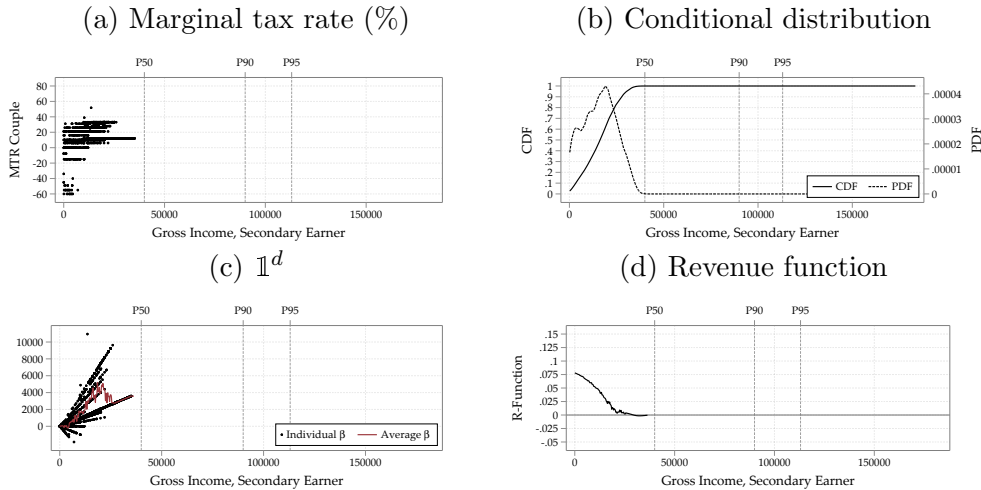 (a) Marginal tax rate (%)
P50 P90 P95
MTR Couple
80
60
40
20
0
-20
-40
-60
0 50000 100000 150000
Gross Income, Secondary Earner
(b) Conditional distribution
P50 P90 P95
CDF
1
.9
.8
.7
.6
.5
.4
.3
.2
.1
0
.00004
.00003
.00002
.00001
0
PDF
CDF PDF
0 50000 100000 150000
Gross Income, Secondary Earner
(c) 𝟙^d
P50 P90 P95
10000
8000
6000
4000
2000
0
Individual β Average β
0 50000 100000 150000
Gross Income, Secondary Earner
(d) Revenue function
P50 P90 P95
R-Function
.15
.125
.1
.075
.05
.025
0
-.025
-.05
0 50000 100000 150000
Gross Income, Secondary Earner